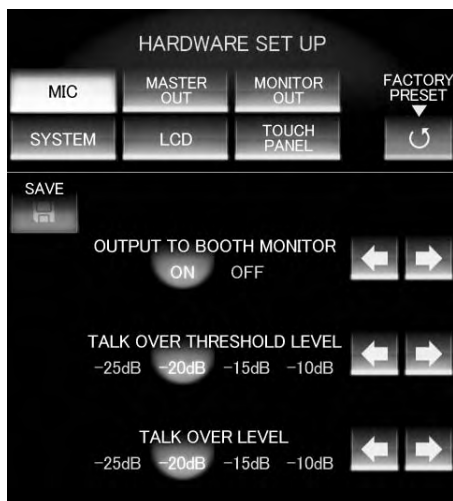 HARDWARE SET UP
MIC
MASTER
OUT
MONITOR
OUT
FACTORY
PRESET
SYSTEM
LCD
TOUCH
PANEL
SAVE
OUTPUT TO BOOTH MONITOR
ON OFF
TALK OVER THRESHOLD LEVEL
-25dB -20dB -15dB -10dB
TALK OVER LEVEL
-25dB -20dB -15dB -10dB